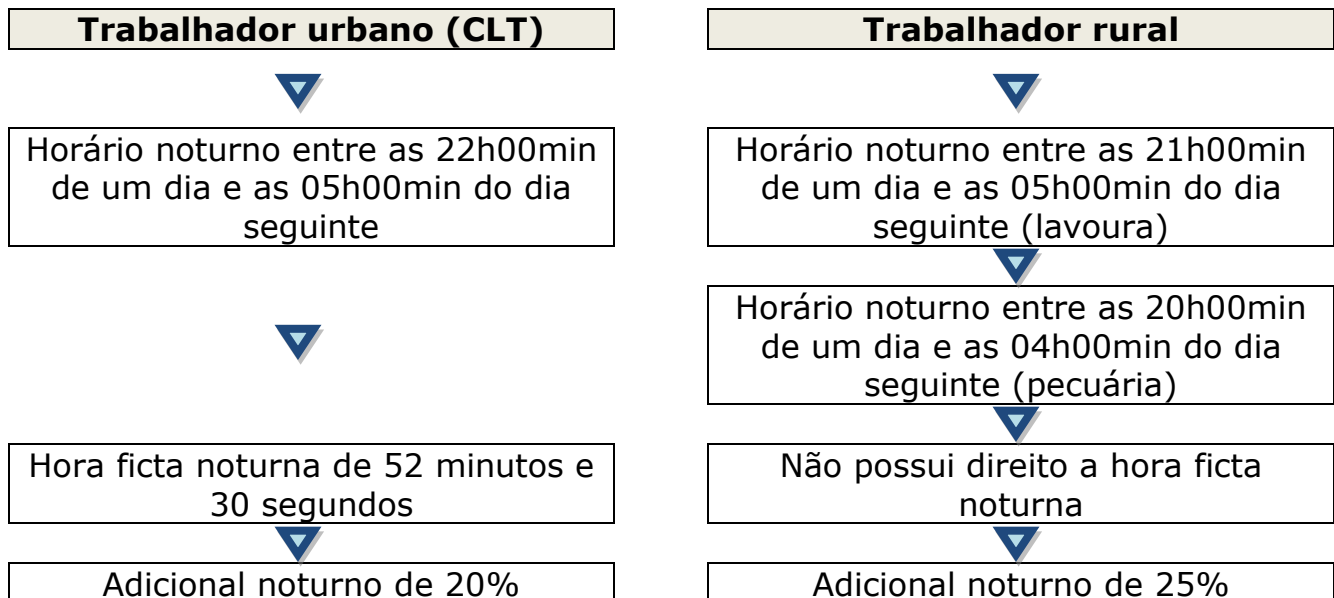 Trabalhador urbano (CLT)
Horário noturno entre as 22h00min
de um dia e as 05h00min do dia
seguinte
Hora ficta noturna de 52 minutos e
30 segundos
Adicional noturno de 20%
Trabalhador rural
Horário noturno entre as 21h00min
de um dia e as 05h00min do dia
seguinte (lavoura)
Horário noturno entre as 20h00min
de um dia e as 04h00min do dia
seguinte (pecuária)
Não possui direito a hora ficta
noturna
Adicional noturno de 25%